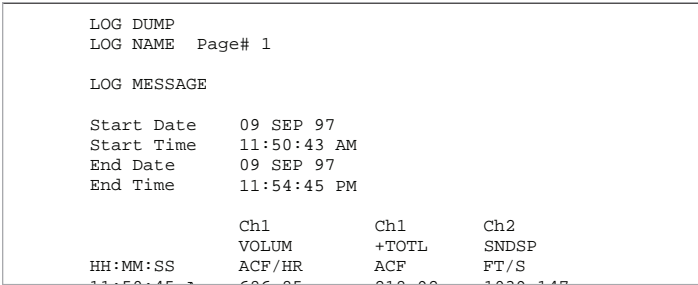 LOG DUMP
LOG NAME Page# 1
LOG MESSAGE
Start Date 09 SEP 97
Start Time 11:50:43 AM
End Date 09 SEP 97
End Time 11:54:45 PM
Ch1 Ch1 Ch2
VOLUM +TOTL SNDSP
HH:MM:SS ACF/HR ACF FT/S